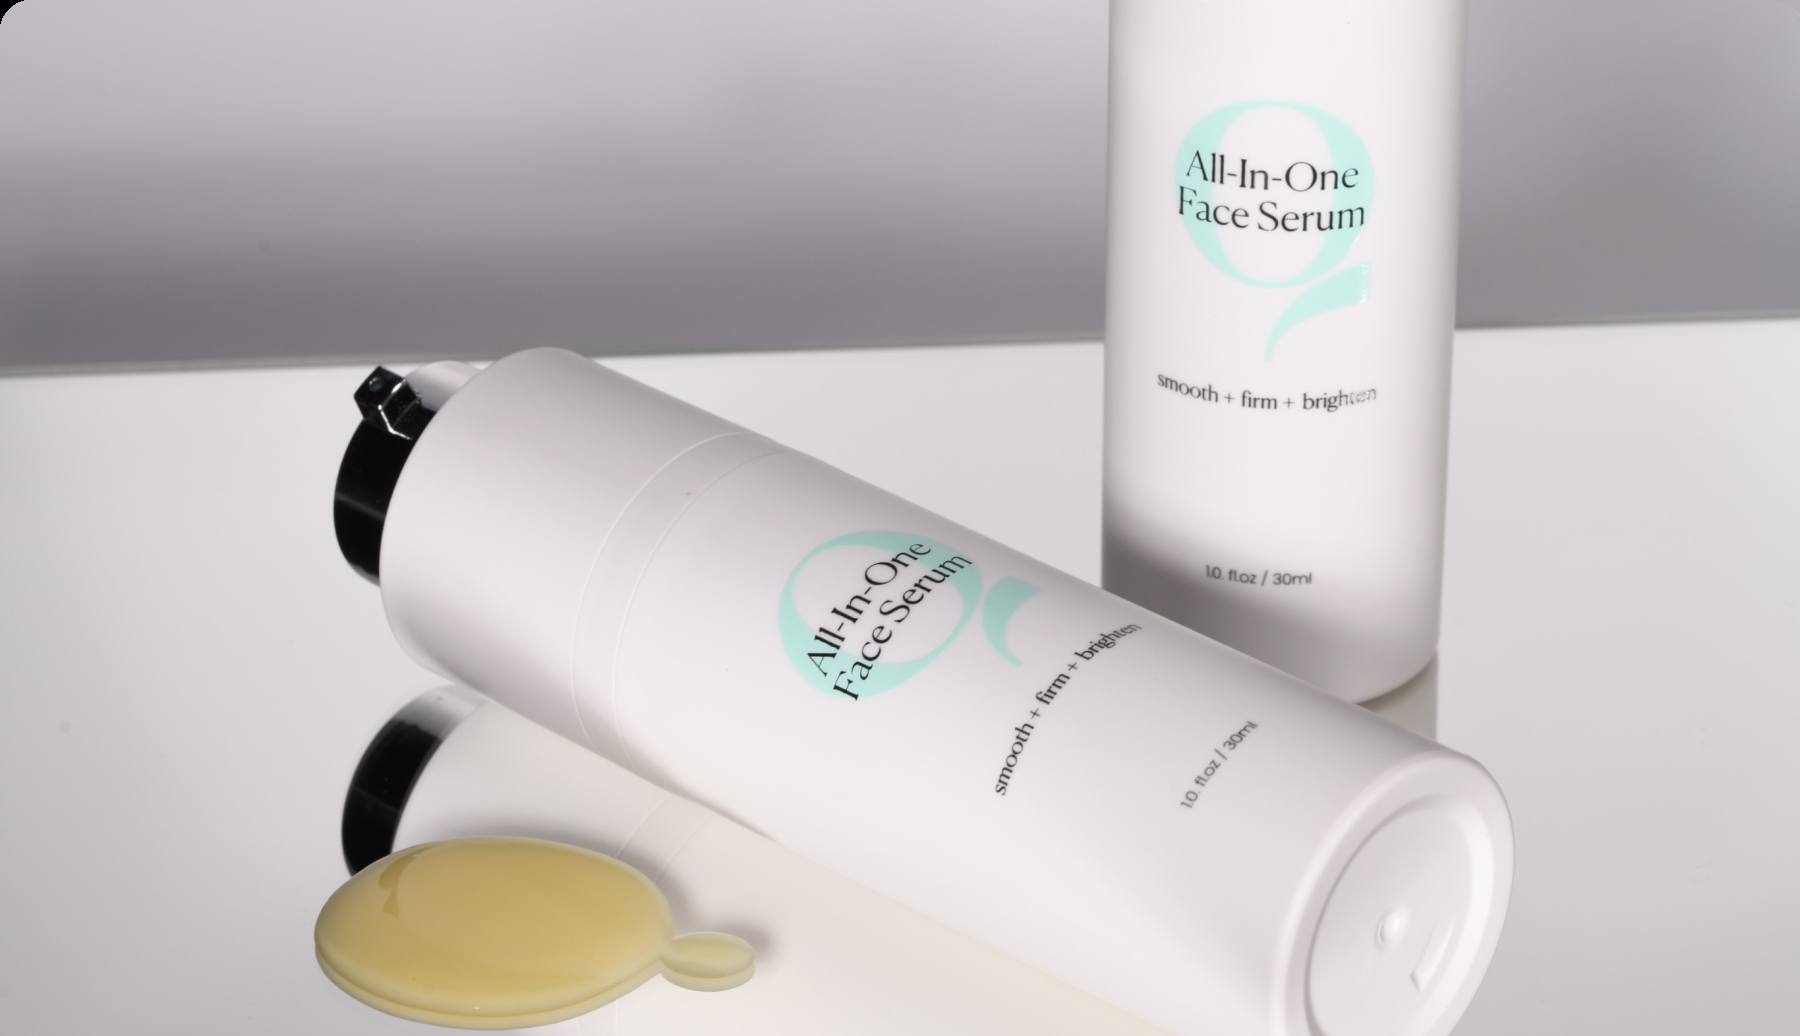 All-In-One
Face Serum
smooth + firm + brighten
1.0. fl.oz / 30ml
All-In-One
Face Serum
smooth + firm + brighten
1.0. fl.oz / 30ml